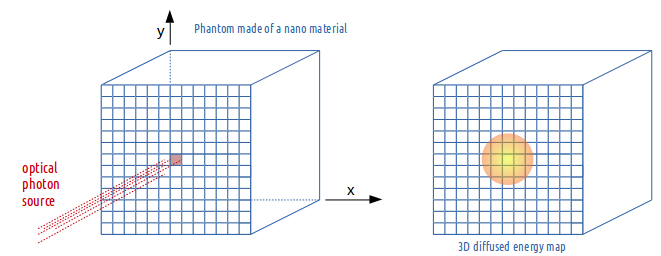 y
Phantom made of a nano material
optical
photon
source
x
3D diffused energy map